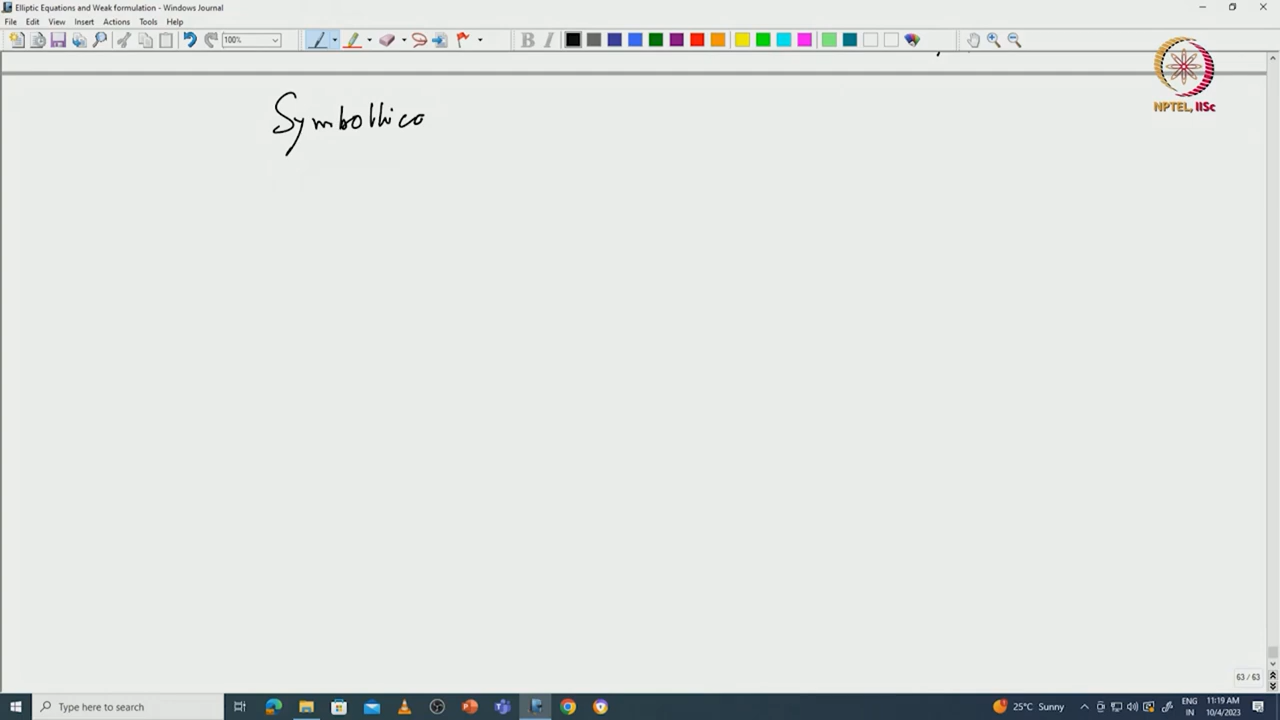 Elliptic Equations and Weak formulation - Windows Journal
File Edit View Insert Actions Tools Help
100%
B I
NPTEL, IISc
Symbollica
63 / 63
Type here to search
25°C Sunny
ENG
IN
11:19 AM
10/4/2023